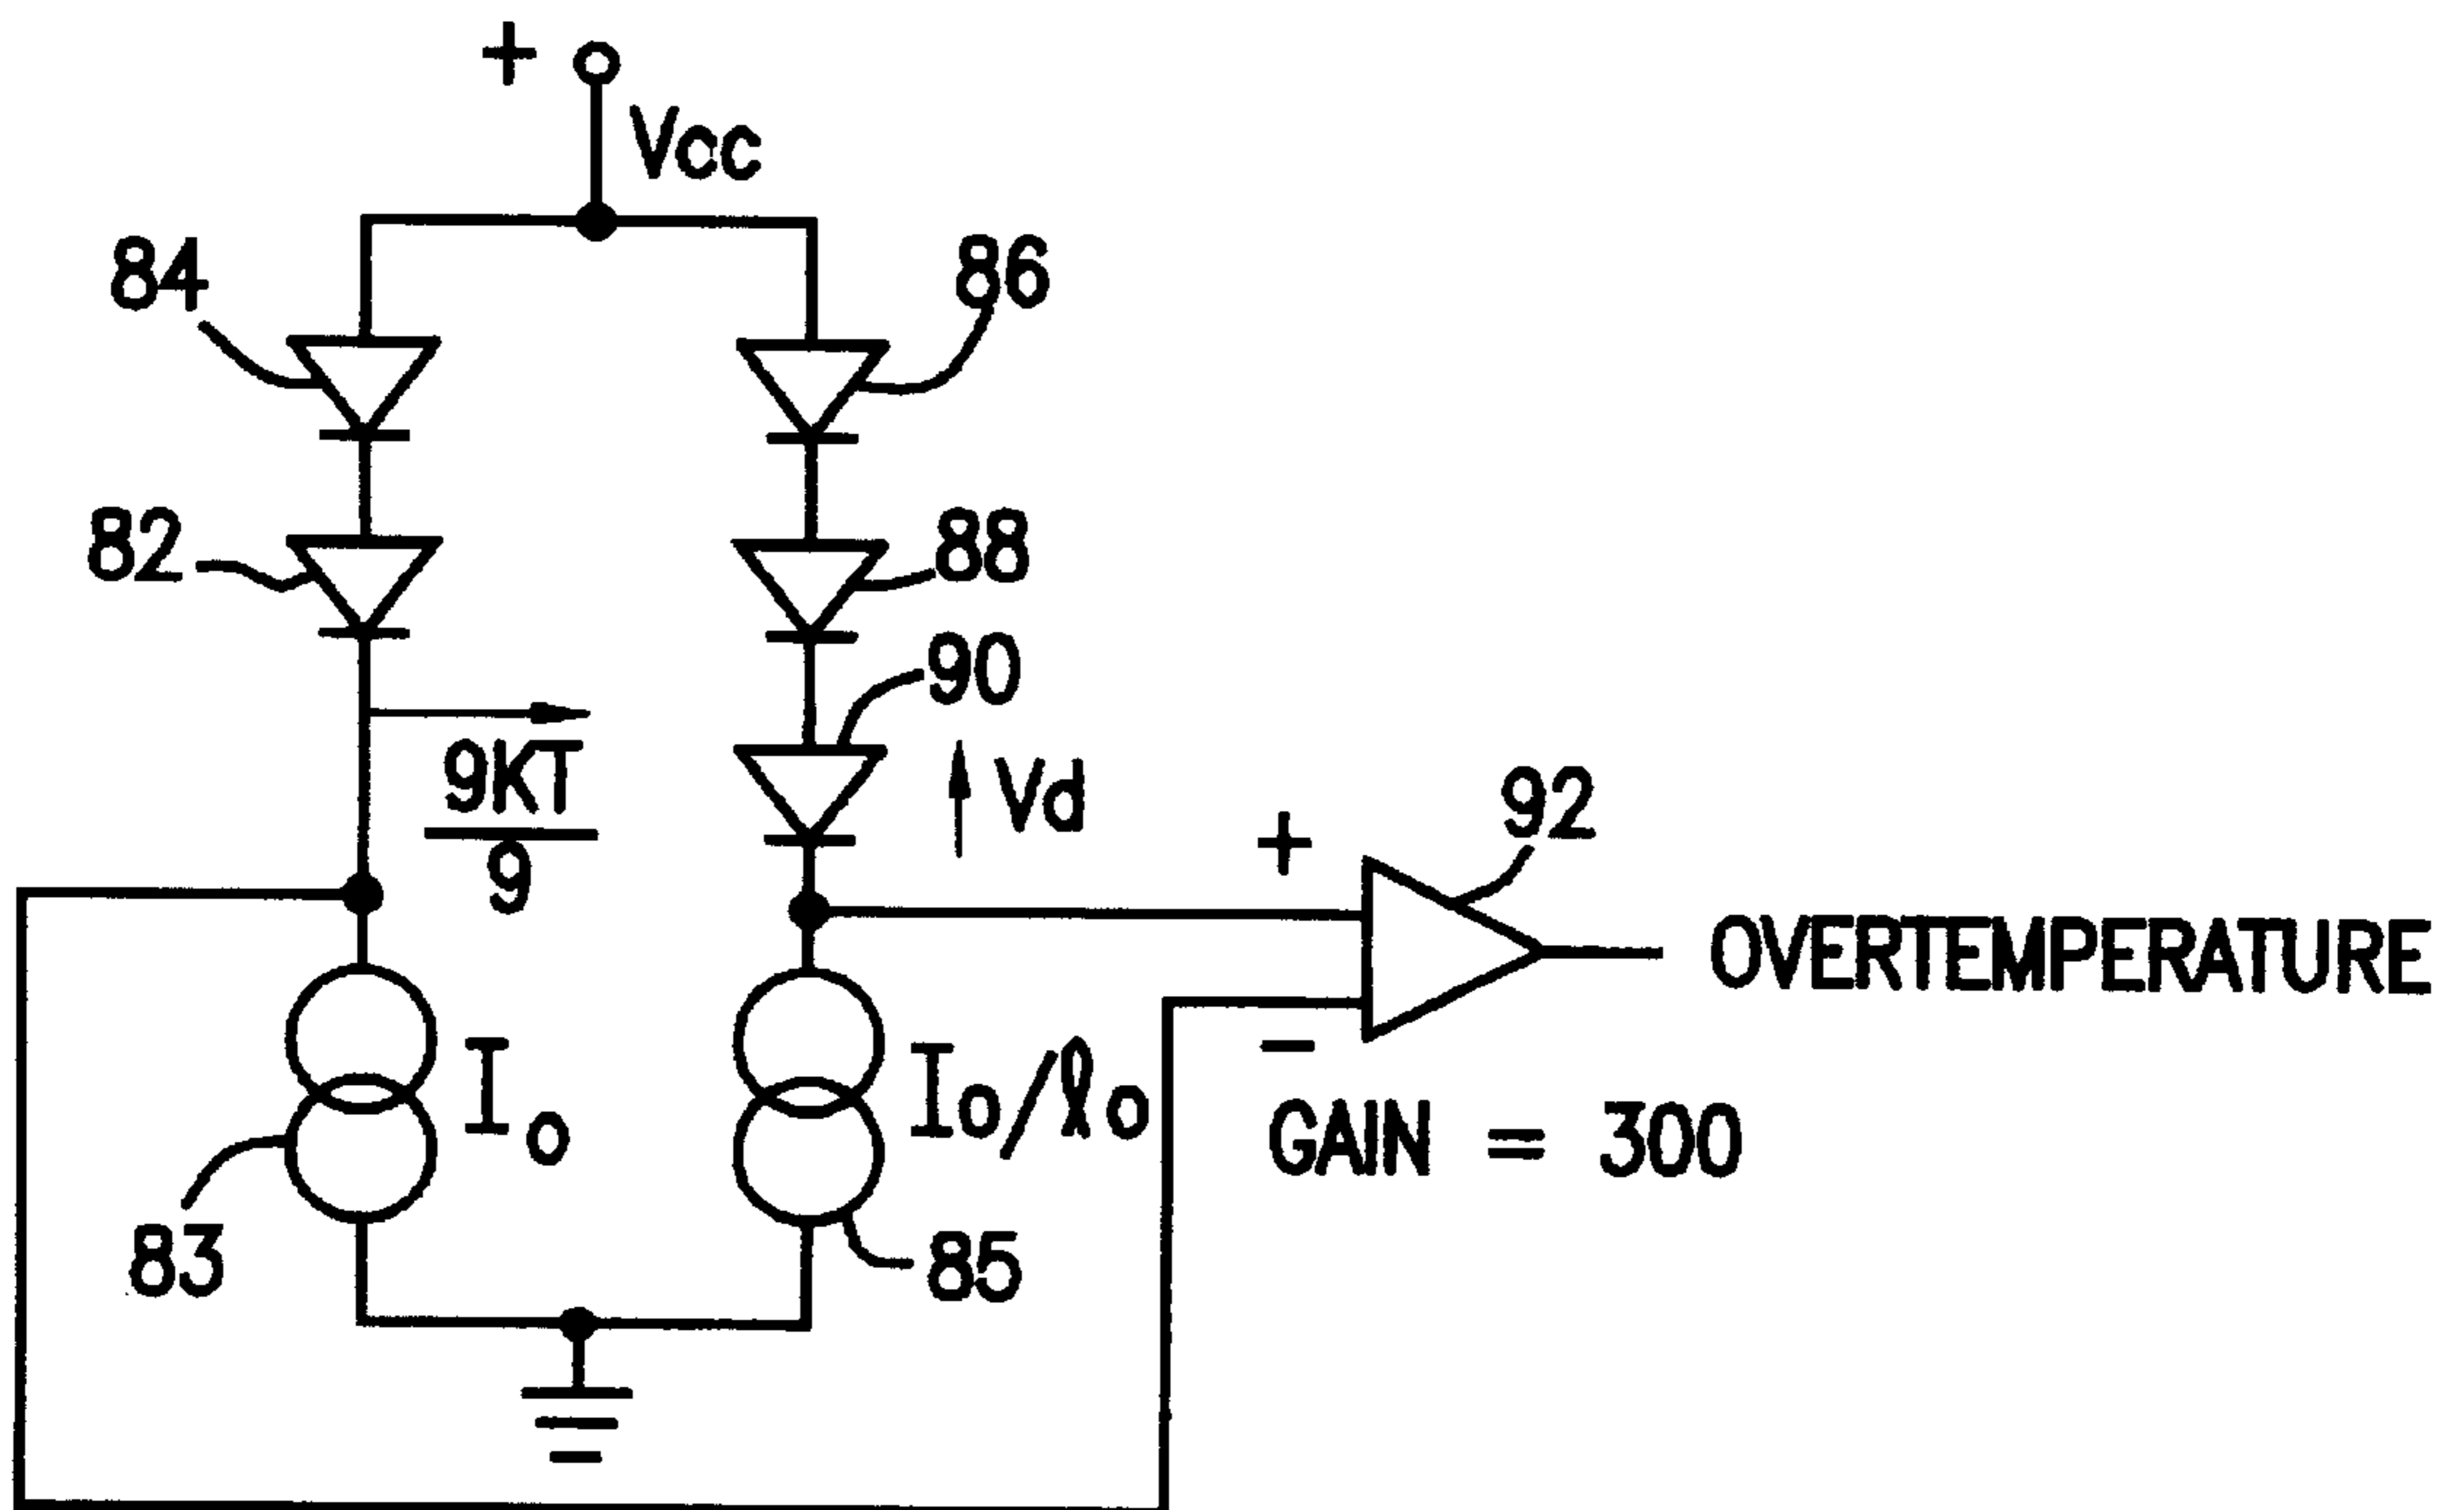 +
Vcc
84
86
82
88
90
9KT
9
Vd
92
+
OVERTEMPERATURE
Io
Io/lo
−
GAIN = 300
83
85